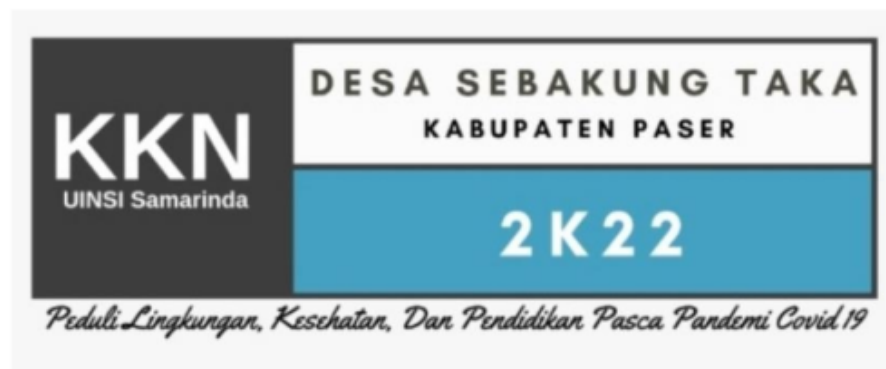 KKN
UINSI Samarinda
DESA SEBAKUNG TAKA
KABUPATEN PASER
2K22
Peduli Lingkungan, Kesehatan, Dan Pendidikan Pasca Pandemi Covid 19